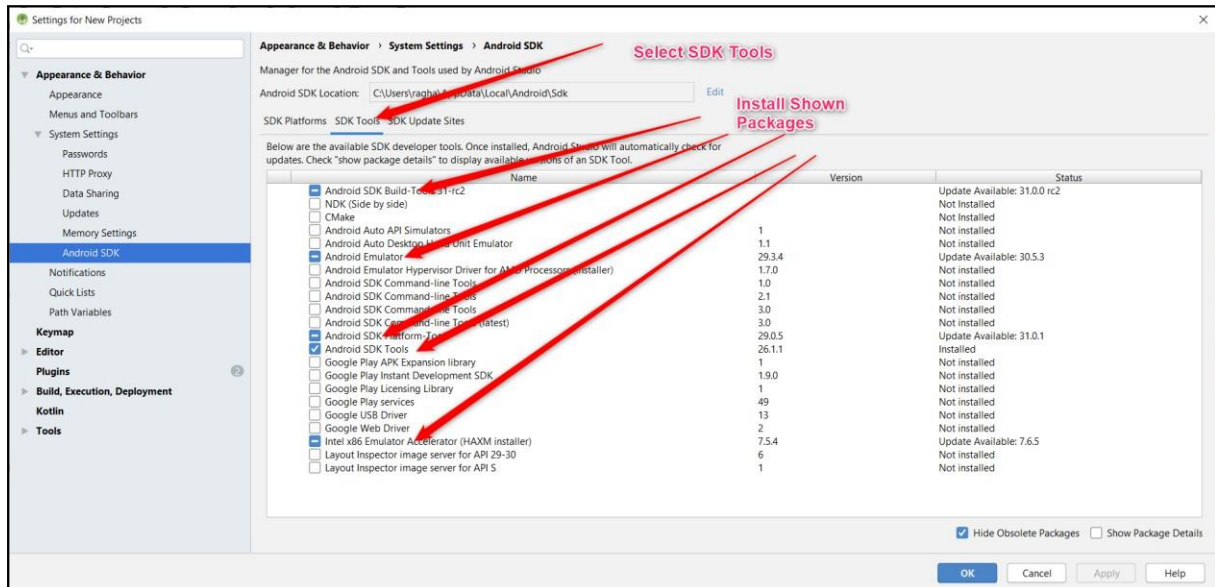 Settings for New Projects
Appearance & Behavior
Appearance
Menus and Toolbars
System Settings
Passwords
HTTP Proxy
Data Sharing
Updates
Memory Settings
Android SDK
Notifications
Quick Lists
Path Variables
Keymap
Editor
Plugins 2
Build, Execution, Deployment
Kotlin
Tools
Appearance & Behavior › System Settings › Android SDK
Select SDK Tools
Manager for the Android SDK and Tools used by Android Studio
Android SDK Location: C:\Users\ragha\AppData\Local\Android\Sdk Edit
Install Shown
Packages
SDK Platforms SDK Tools SDK Update Sites
Below are the available SDK developer tools. Once installed, Android Studio will automatically check for
updates. Check "show package details" to display available versions of an SDK Tool.
Name Version Status
Android SDK Build-Tools 31-rc2 Update Available: 31.0.0 rc2
NDK (Side by side) Not Installed
CMake Not Installed
Android Auto API Simulators 1 Not installed
Android Auto Desktop Head Unit Emulator 1.1 Not installed
Android Emulator 29.3.4 Update Available: 30.5.3
Android Emulator Hypervisor Driver for AMD Processors (installer) 1.7.0 Not installed
Android SDK Command-line Tools 1.0 Not installed
Android SDK Command-line Tools 2.1 Not installed
Android SDK Command-line Tools 3.0 Not installed
Android SDK Command-line Tools (latest) 3.0 Not installed
Android SDK Platform-Tools 29.0.5 Update Available: 31.0.1
Android SDK Tools 26.1.1 Installed
Google Play APK Expansion library 1 Not installed
Google Play Instant Development SDK 1.9.0 Not installed
Google Play Licensing Library 1 Not installed
Google Play services 49 Not installed
Google USB Driver 13 Not installed
Google Web Driver 2 Not installed
Intel x86 Emulator Accelerator (HAXM installer) 7.5.4 Update Available: 7.6.5
Layout Inspector image server for API 29-30 6 Not installed
Layout Inspector image server for API S 1 Not installed
Hide Obsolete Packages Show Package Details
OK Cancel Apply Help